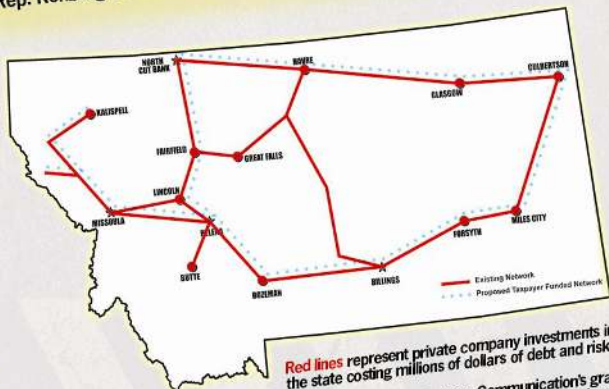 NORTH
CUT BANK
HAVRE
CULBERTSON
GLASGOW
KALISPELL
FAIRFIELD
GREAT FALLS
LINCOLN
MISSOULA
HELENA
BUTTE
BOZEMAN
BILLINGS
FORSYTH
MILES CITY
Existing Network
Proposed Taxpayer Funded Network
Red lines represent private company investments
the state costing millions of dollars of debt and risk
Communication's